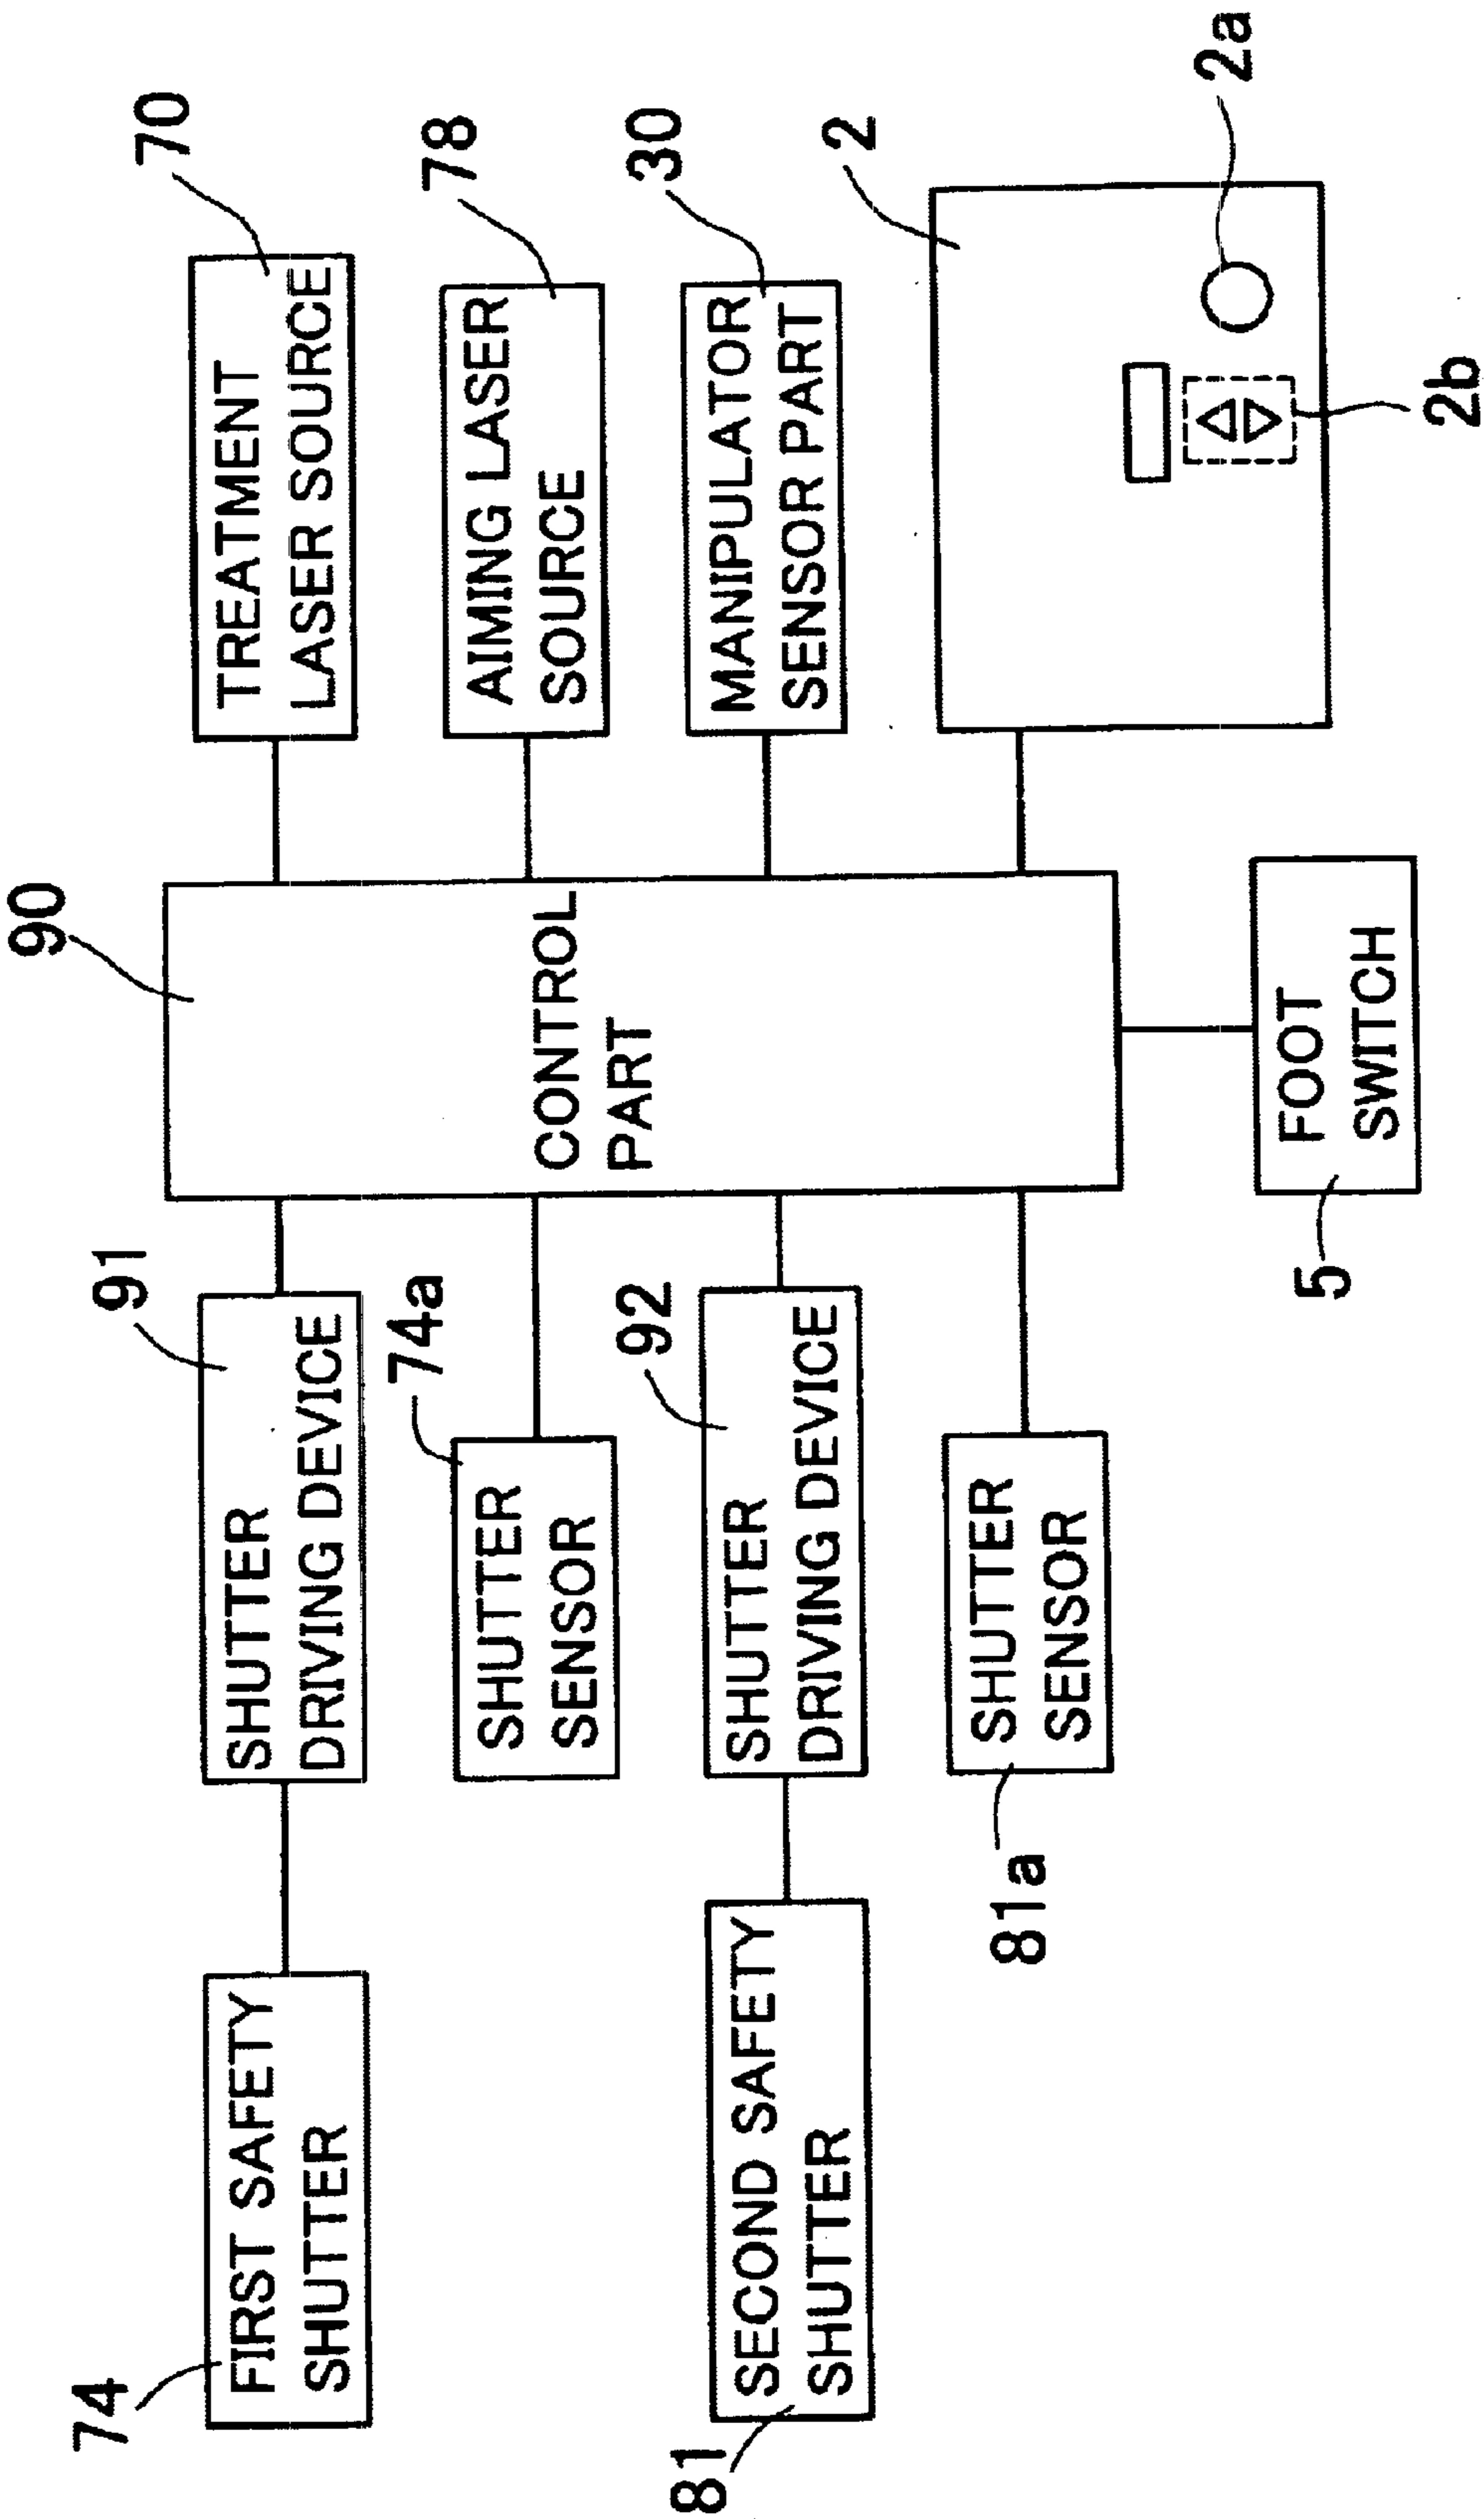 90
74
FIRST SAFETY
SHUTTER
91
SHUTTER
DRIVING DEVICE
CONTROL
PART
TREATMENT
LASER SOURCE
70
74a
SHUTTER
SENSOR
AIMING LASER
SOURCE
78
81
SECOND SAFETY
SHUTTER
92
SHUTTER
DRIVING DEVICE
MANIPULATOR
SENSOR PART
30
81a
SHUTTER
SENSOR
2
2a
2b
5
FOOT
SWITCH